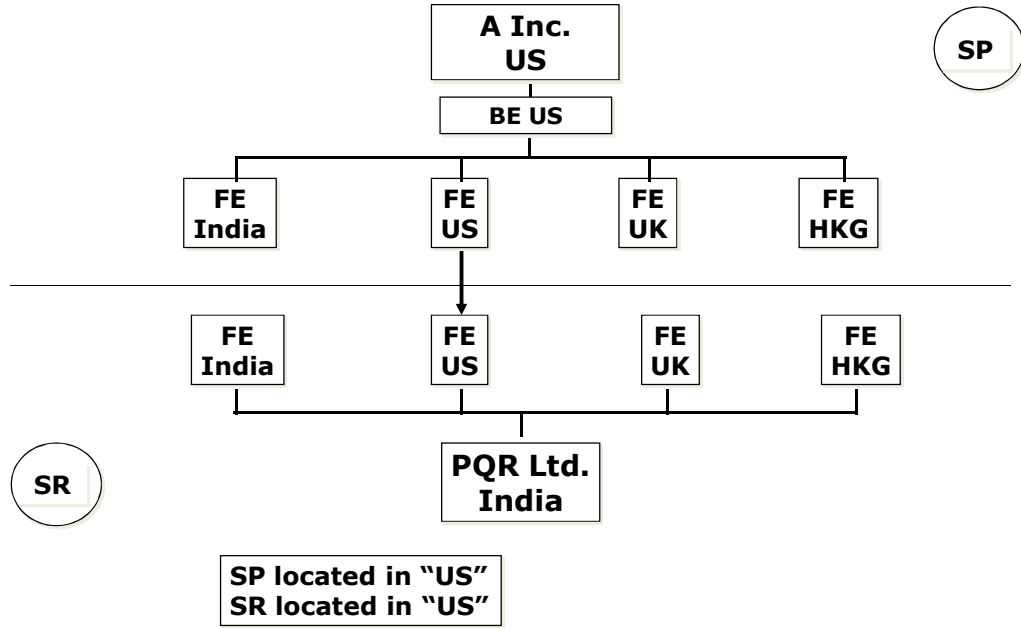 A Inc.
US
SP
BE US
FE
India
FE
US
FE
UK
FE
HKG
FE
India
FE
US
FE
UK
FE
HKG
PQR Ltd.
India
SR
SP located in “US”
SR located in “US”